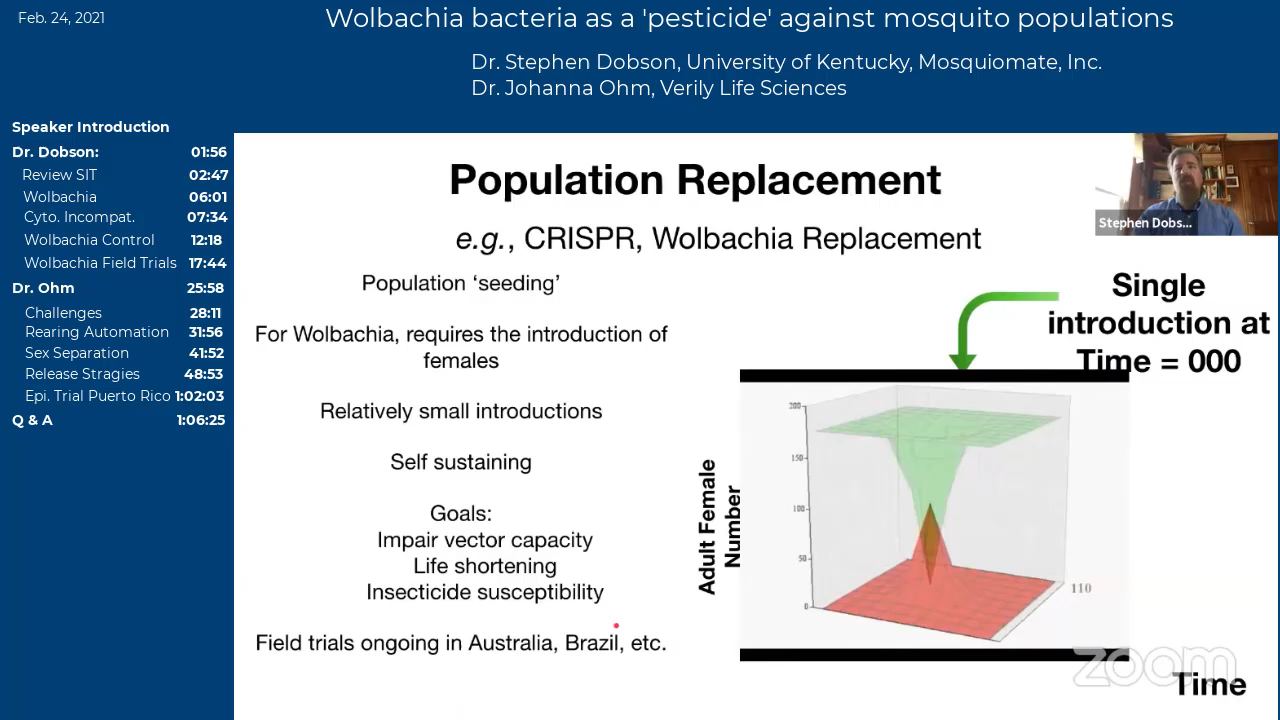 Feb. 24, 2021
Wolbachia bacteria as a 'pesticide' against mosquito populations
Dr. Stephen Dobson, University of Kentucky, Mosquiomate, Inc.
Dr. Johanna Ohm, Verily Life Sciences
Speaker Introduction
Dr. Dobson: 01:56
Review SIT 02:47
Wolbachia 06:01
Cyto. Incompat. 07:34
Wolbachia Control 12:18
Wolbachia Field Trials 17:44
Dr. Ohm 25:58
Challenges 28:11
Rearing Automation 31:56
Sex Separation 41:52
Release Stragies 48:53
Epi. Trial Puerto Rico 1:02:03
Q & A 1:06:25
Population Replacement
e.g., CRISPR, Wolbachia Replacement
Stephen Dobs...
Population ‘seeding’
For Wolbachia, requires the introduction of
females
Relatively small introductions
Self sustaining
Goals:
Impair vector capacity
Life shortening
Insecticide susceptibility
Field trials ongoing in Australia, Brazil, etc.
Single
introduction at
Time = 000
Adult Female
Number
200
150
100
50
0
110
zoom
Time